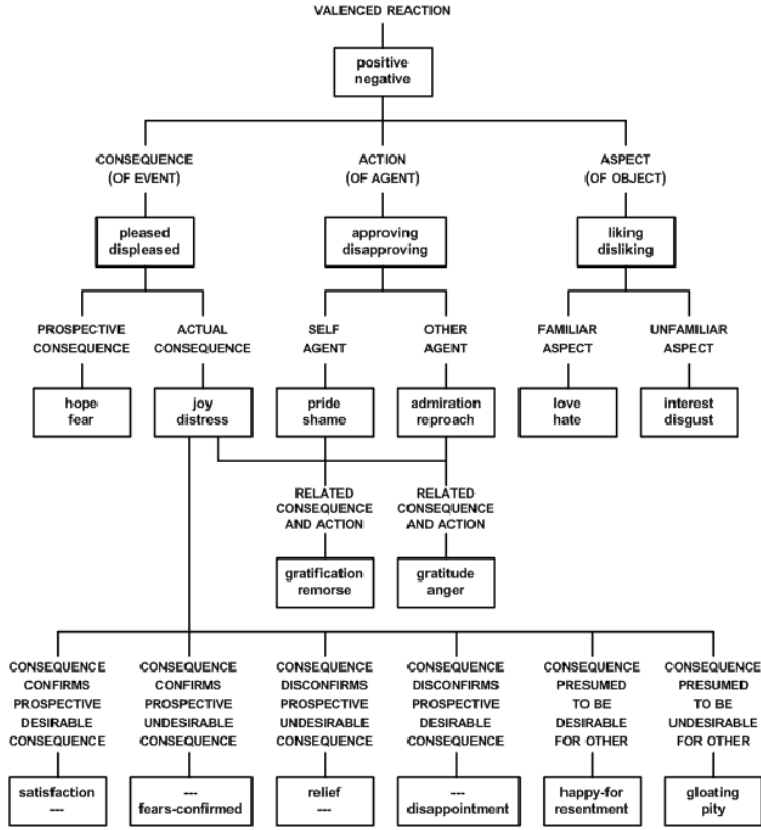 VALENCED REACTION
positive
negative
CONSEQUENCE
(OF EVENT)
ACTION
(OF AGENT)
ASPECT
(OF OBJECT)
pleased
displeased
approving
disapproving
liking
disliking
PROSPECTIVE
CONSEQUENCE
ACTUAL
CONSEQUENCE
SELF
AGENT
OTHER
AGENT
FAMILIAR
ASPECT
UNFAMILIAR
ASPECT
hope
fear
joy
distress
pride
shame
admiration
reproach
love
hate
interest
disgust
RELATED
CONSEQUENCE
AND ACTION
RELATED
CONSEQUENCE
AND ACTION
gratification
remorse
gratitude
anger
CONSEQUENCE
CONFIRMS
PROSPECTIVE
DESIRABLE
CONSEQUENCE
CONSEQUENCE
CONFIRMS
PROSPECTIVE
UNDESIRABLE
CONSEQUENCE
CONSEQUENCE
DISCONFIRMS
PROSPECTIVE
UNDESIRABLE
CONSEQUENCE
CONSEQUENCE
DISCONFIRMS
PROSPECTIVE
DESIRABLE
CONSEQUENCE
CONSEQUENCE
PRESUMED
TO BE
DESIRABLE
FOR OTHER
CONSEQUENCE
PRESUMED
TO BE
UNDESIRABLE
FOR OTHER
satisfaction
---
---
fears-confirmed
relief
---
---
disappointment
happy-for
resentment
gloating
pity